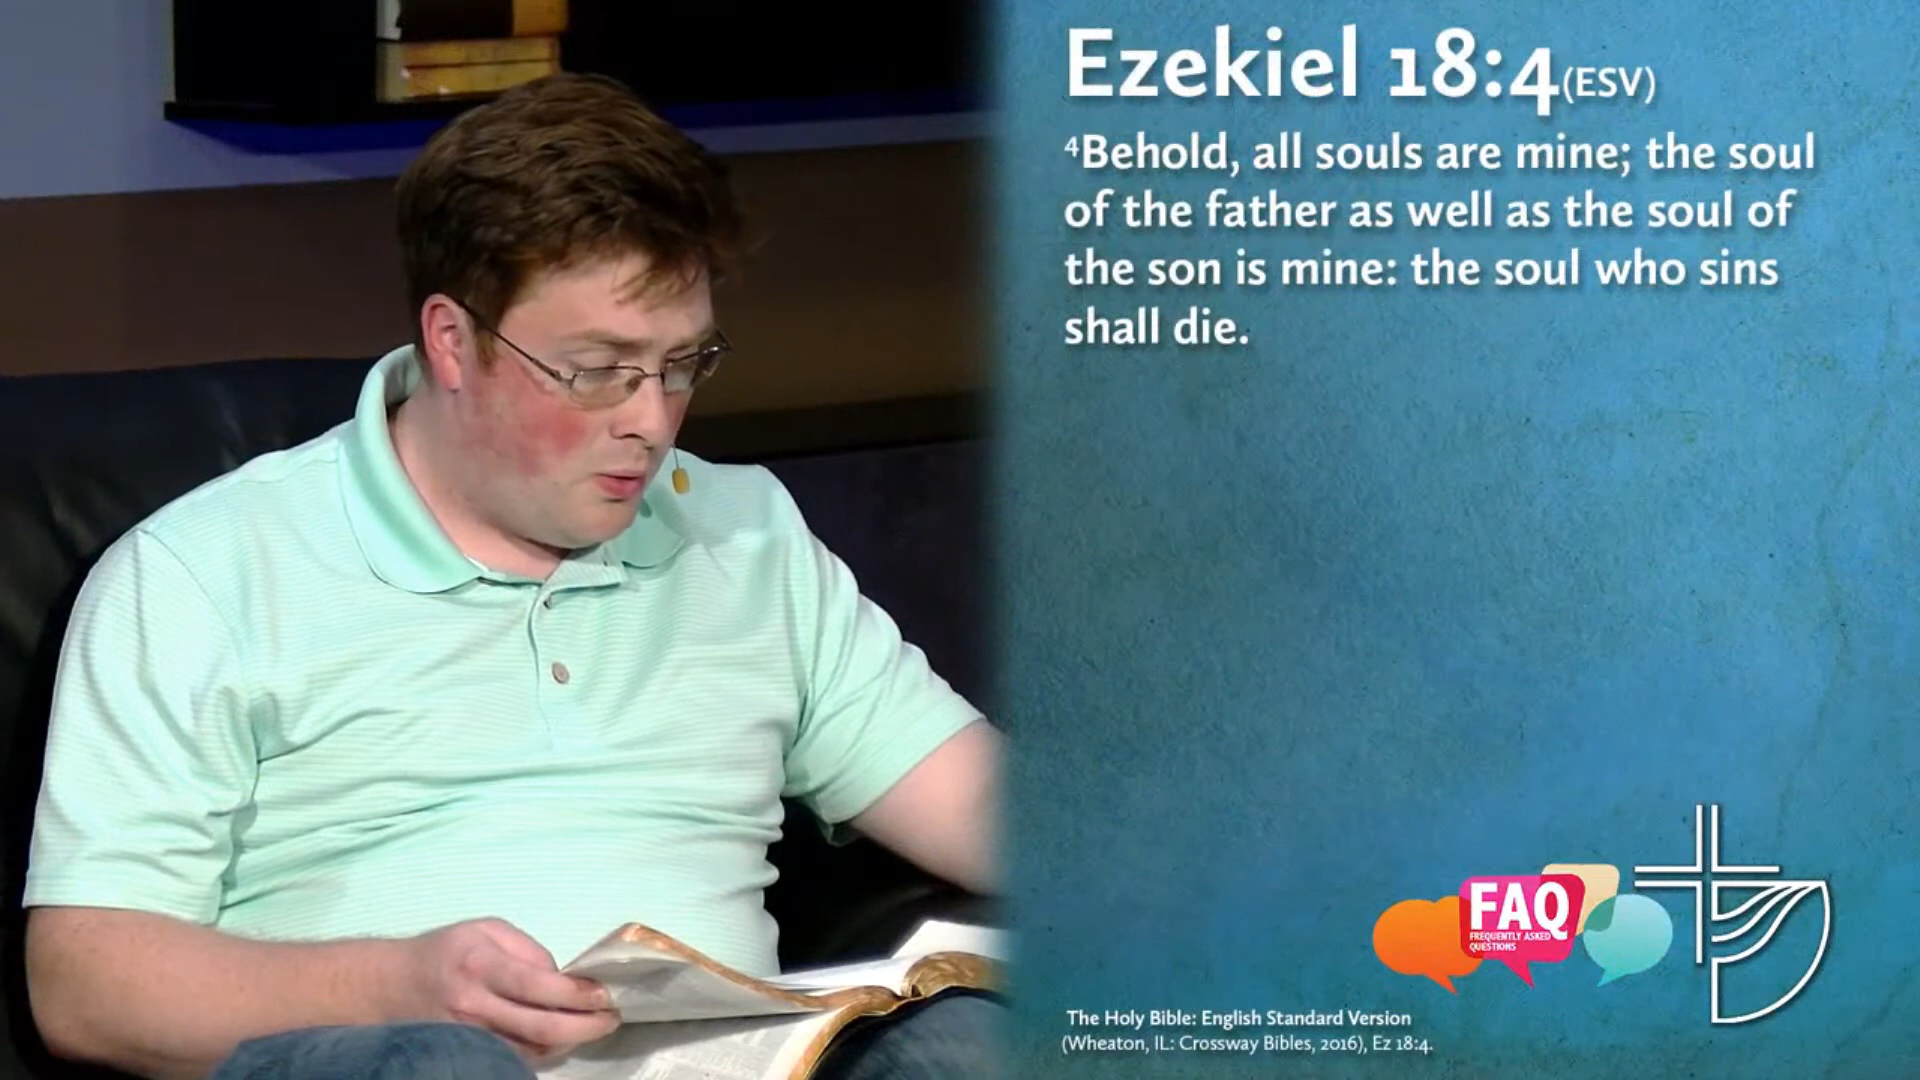 Ezekiel 18:4(ESV)
⁴Behold, all souls are mine; the soul
of the father as well as the soul of
the son is mine: the soul who sins
shall die.
FAQ
FREQUENTLY ASKED
QUESTIONS
The Holy Bible: English Standard Version
(Wheaton, IL: Crossway Bibles, 2016), Ez 18:4.